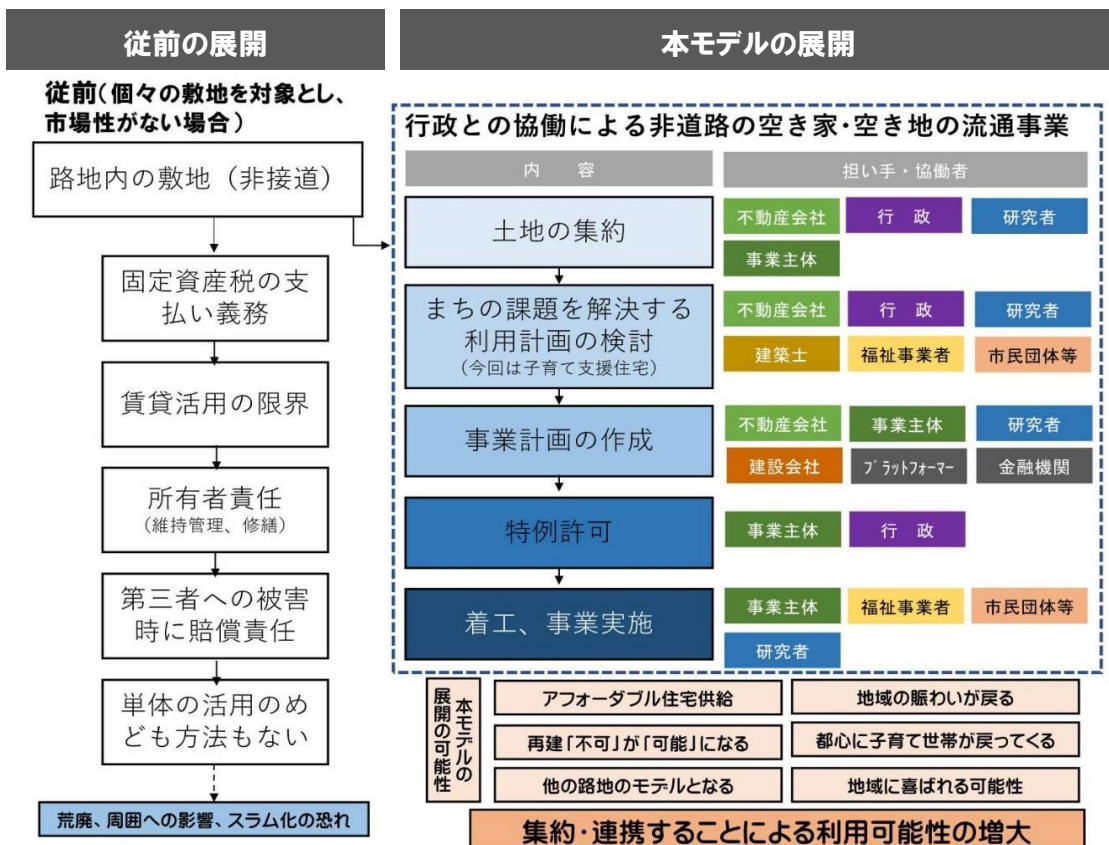 従前の展開
従前（個々の敷地を対象とし、
市場性がない場合）
路地内の敷地（非接道）
固定資産税の支
払い義務
賃貸活用の限界
所有者責任
（維持管理、修繕）
第三者への被害
時に賠償責任
単体の活用のめ
ども方法もない
荒廃、周囲への影響、スラム化の恐れ
本モデルの展開
行政との協働による非道路の空き家・空き地の流通事業
内　容
担い手・協働者
土地の集約
不動産会社
行　政
研究者
事業主体
まちの課題を解決する
利用計画の検討
（今回は子育て支援住宅）
不動産会社
行　政
研究者
建築士
福祉事業者
市民団体等
事業計画の作成
不動産会社
事業主体
研究者
建設会社
プラットフォーマー
金融機関
特例許可
事業主体
行　政
着工、事業実施
事業主体
福祉事業者
市民団体等
研究者
本モデルの
展開の可能性
アフォーダブル住宅供給
地域の賑わいが戻る
再建「不可」が「可能」になる
都心に子育て世帯が戻ってくる
他の路地のモデルとなる
地域に喜ばれる可能性
集約・連携することによる利用可能性の増大